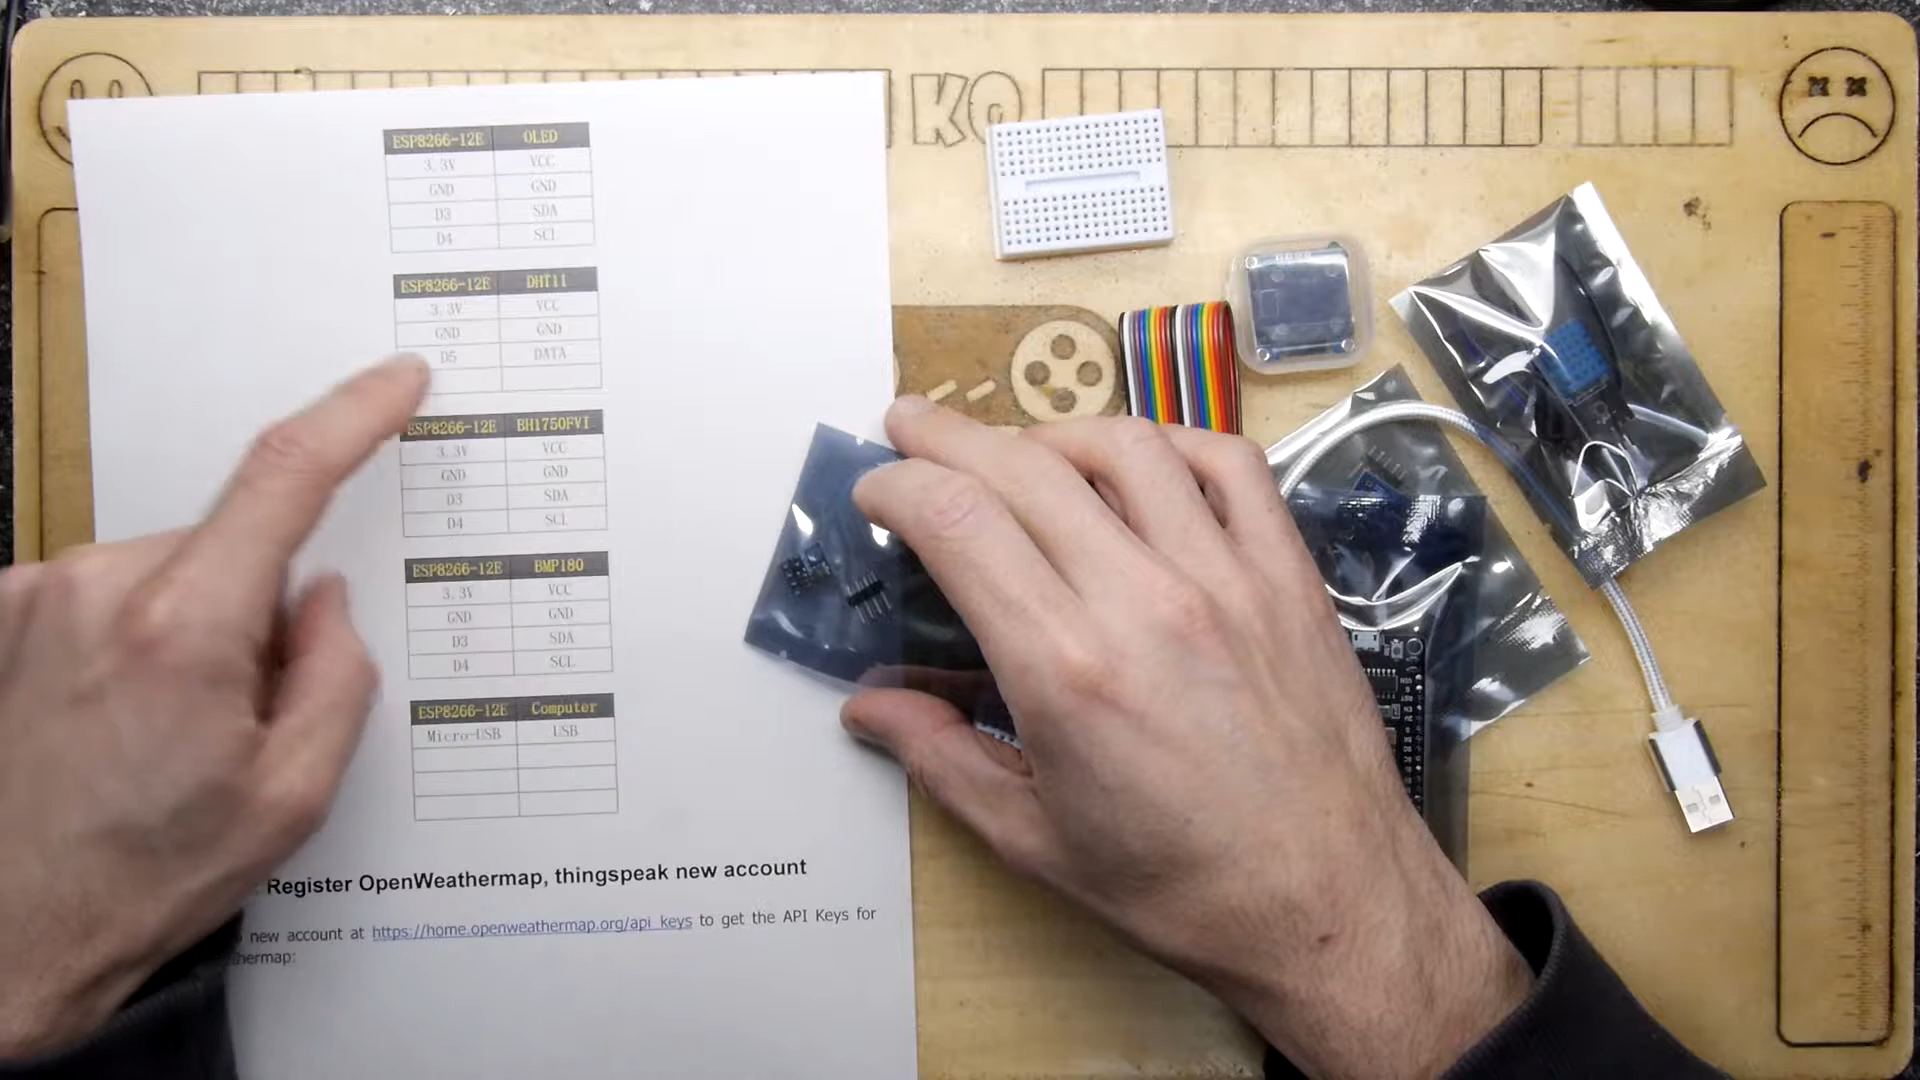 KO
ESP8266-12E OLED
3.3V VCC
GND GND
D3 SDA
D4 SCL
ESP8266-12E DHT11
3.3V VCC
GND GND
D5 DATA
ESP8266-12E BH1750FVI
3.3V VCC
GND GND
D3 SDA
D4 SCL
ESP8266-12E BMP180
3.3V VCC
GND GND
D3 SDA
D4 SCL
ESP8266-12E Computer
Micro-USB USB
: Register OpenWeathermap, thingspeak new account
new account at https://home.openweathermap.org/api_keys to get the API Keys for
thermap: